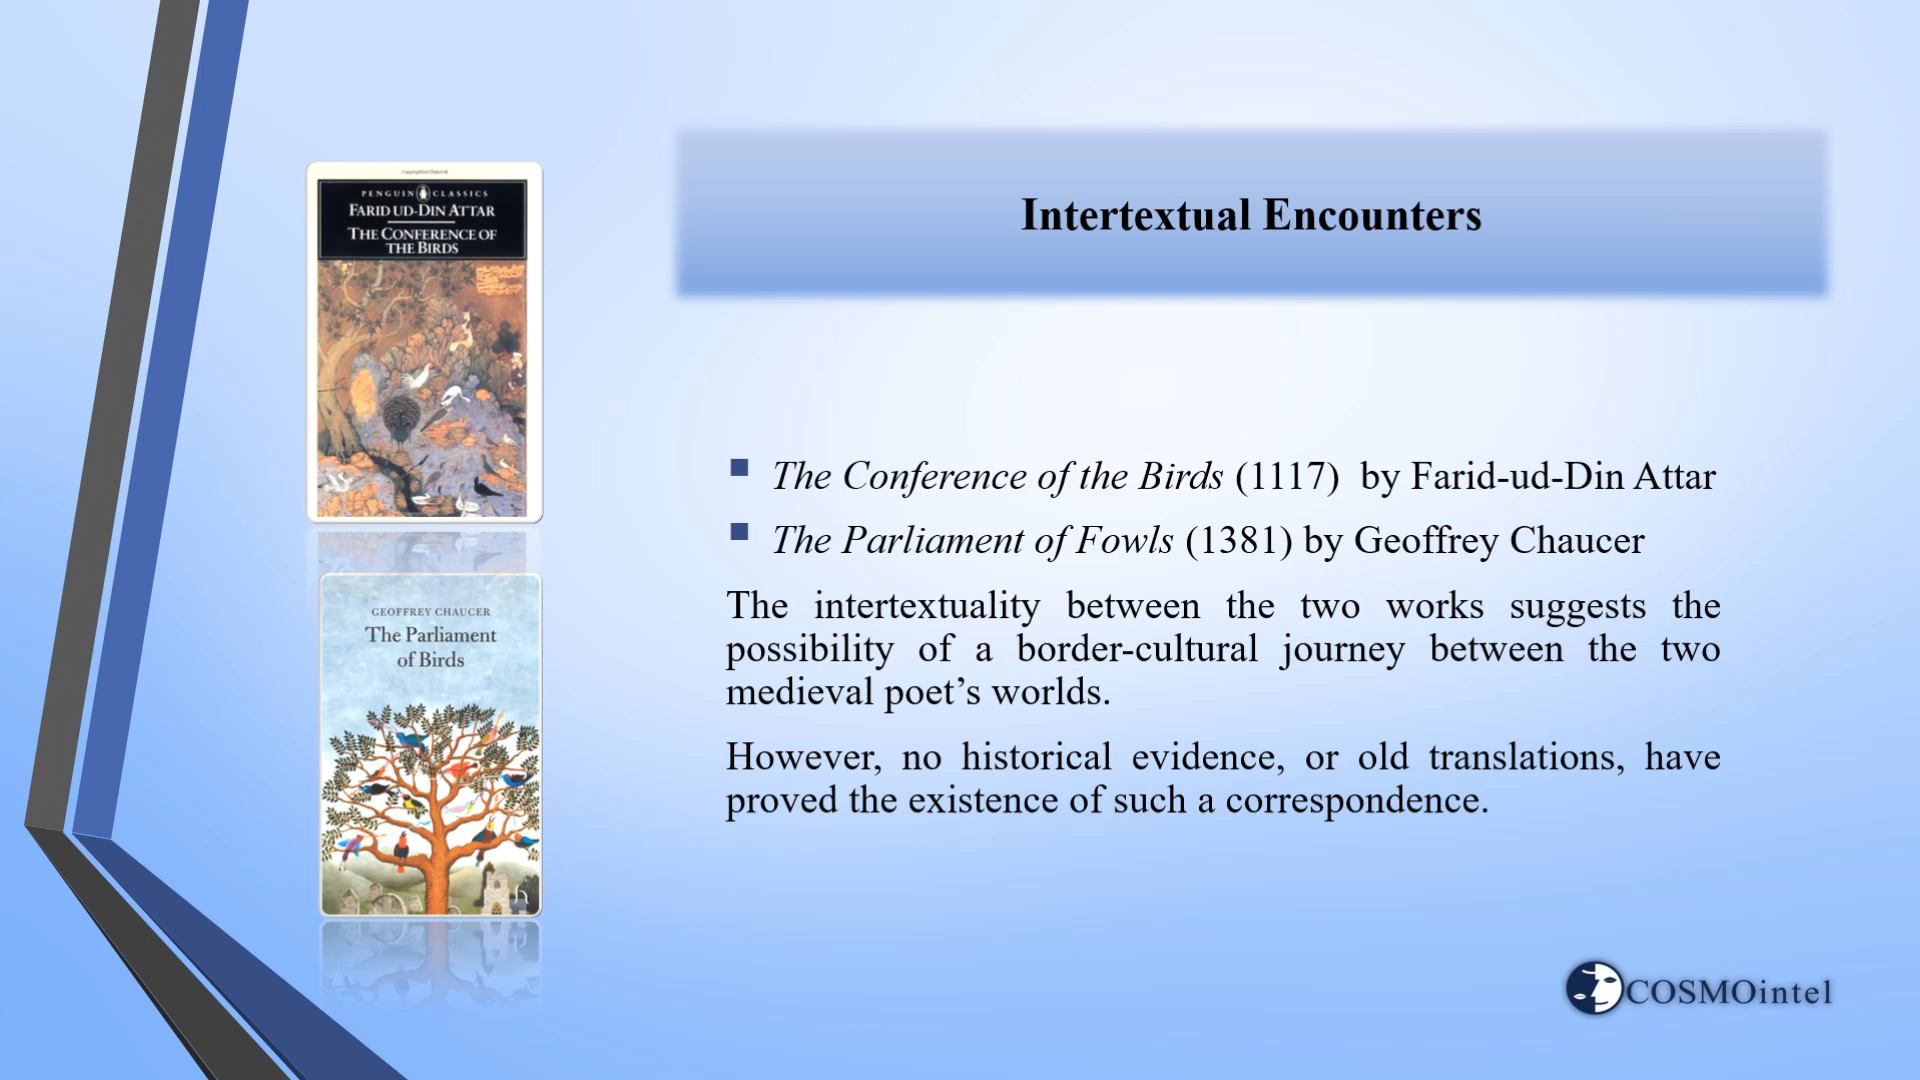 PENGUIN CLASSICS
FARID UD-DIN ATTAR
THE CONFERENCE OF
THE BIRDS
GEOFFREY CHAUCER
The Parliament
of Birds
Intertextual Encounters
The Conference of the Birds (1117) by Farid-ud-Din Attar
The Parliament of Fowls (1381) by Geoffrey Chaucer
The intertextuality between the two works suggests the
possibility of a border-cultural journey between the two
medieval poet’s worlds.
However, no historical evidence, or old translations, have
proved the existence of such a correspondence.
COSMOintel